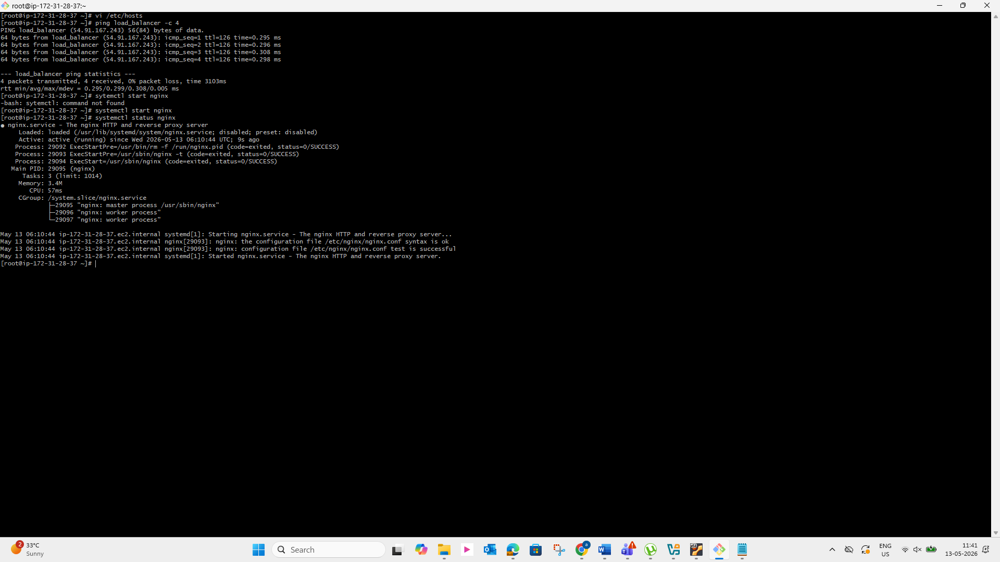 root@ip-172-31-28-37:~
[root@ip-172-31-28-37 ~]# vi /etc/hosts
[root@ip-172-31-28-37 ~]# ping load_balancer -c 4
PING load_balancer (54.91.167.243) 56(84) bytes of data.
64 bytes from load_balancer (54.91.167.243): icmp_seq=1 ttl=126 time=0.295 ms
64 bytes from load_balancer (54.91.167.243): icmp_seq=2 ttl=126 time=0.296 ms
64 bytes from load_balancer (54.91.167.243): icmp_seq=3 ttl=126 time=0.308 ms
64 bytes from load_balancer (54.91.167.243): icmp_seq=4 ttl=126 time=0.298 ms
--- load_balancer ping statistics ---
4 packets transmitted, 4 received, 0% packet loss, time 3103ms
rtt min/avg/max/mdev = 0.295/0.299/0.308/0.005 ms
[root@ip-172-31-28-37 ~]# sytemctl start nginx
-bash: sytemctl: command not found
[root@ip-172-31-28-37 ~]# systemctl start nginx
[root@ip-172-31-28-37 ~]# systemctl status nginx
● nginx.service - The nginx HTTP and reverse proxy server
Loaded: loaded (/usr/lib/systemd/system/nginx.service; disabled; preset: disabled)
Active: active (running) since Wed 2026-05-13 06:10:44 UTC; 9s ago
Process: 29092 ExecStartPre=/usr/bin/rm -f /run/nginx.pid (code=exited, status=0/SUCCESS)
Process: 29093 ExecStartPre=/usr/sbin/nginx -t (code=exited, status=0/SUCCESS)
Process: 29094 ExecStart=/usr/sbin/nginx (code=exited, status=0/SUCCESS)
Main PID: 29095 (nginx)
Tasks: 3 (limit: 1014)
Memory: 3.4M
CPU: 57ms
CGroup: /system.slice/nginx.service
├─29095 "nginx: master process /usr/sbin/nginx"
├─29096 "nginx: worker process"
└─29097 "nginx: worker process"
May 13 06:10:44 ip-172-31-28-37.ec2.internal systemd[1]: Starting nginx.service - The nginx HTTP and reverse proxy server...
May 13 06:10:44 ip-172-31-28-37.ec2.internal nginx[29093]: nginx: the configuration file /etc/nginx/nginx.conf syntax is ok
May 13 06:10:44 ip-172-31-28-37.ec2.internal nginx[29093]: nginx: configuration file /etc/nginx/nginx.conf test is successful
May 13 06:10:44 ip-172-31-28-37.ec2.internal systemd[1]: Started nginx.service - The nginx HTTP and reverse proxy server.
[root@ip-172-31-28-37 ~]#
2
33°C
Sunny
Search
a
ENG
US
11:41
13-05-2026